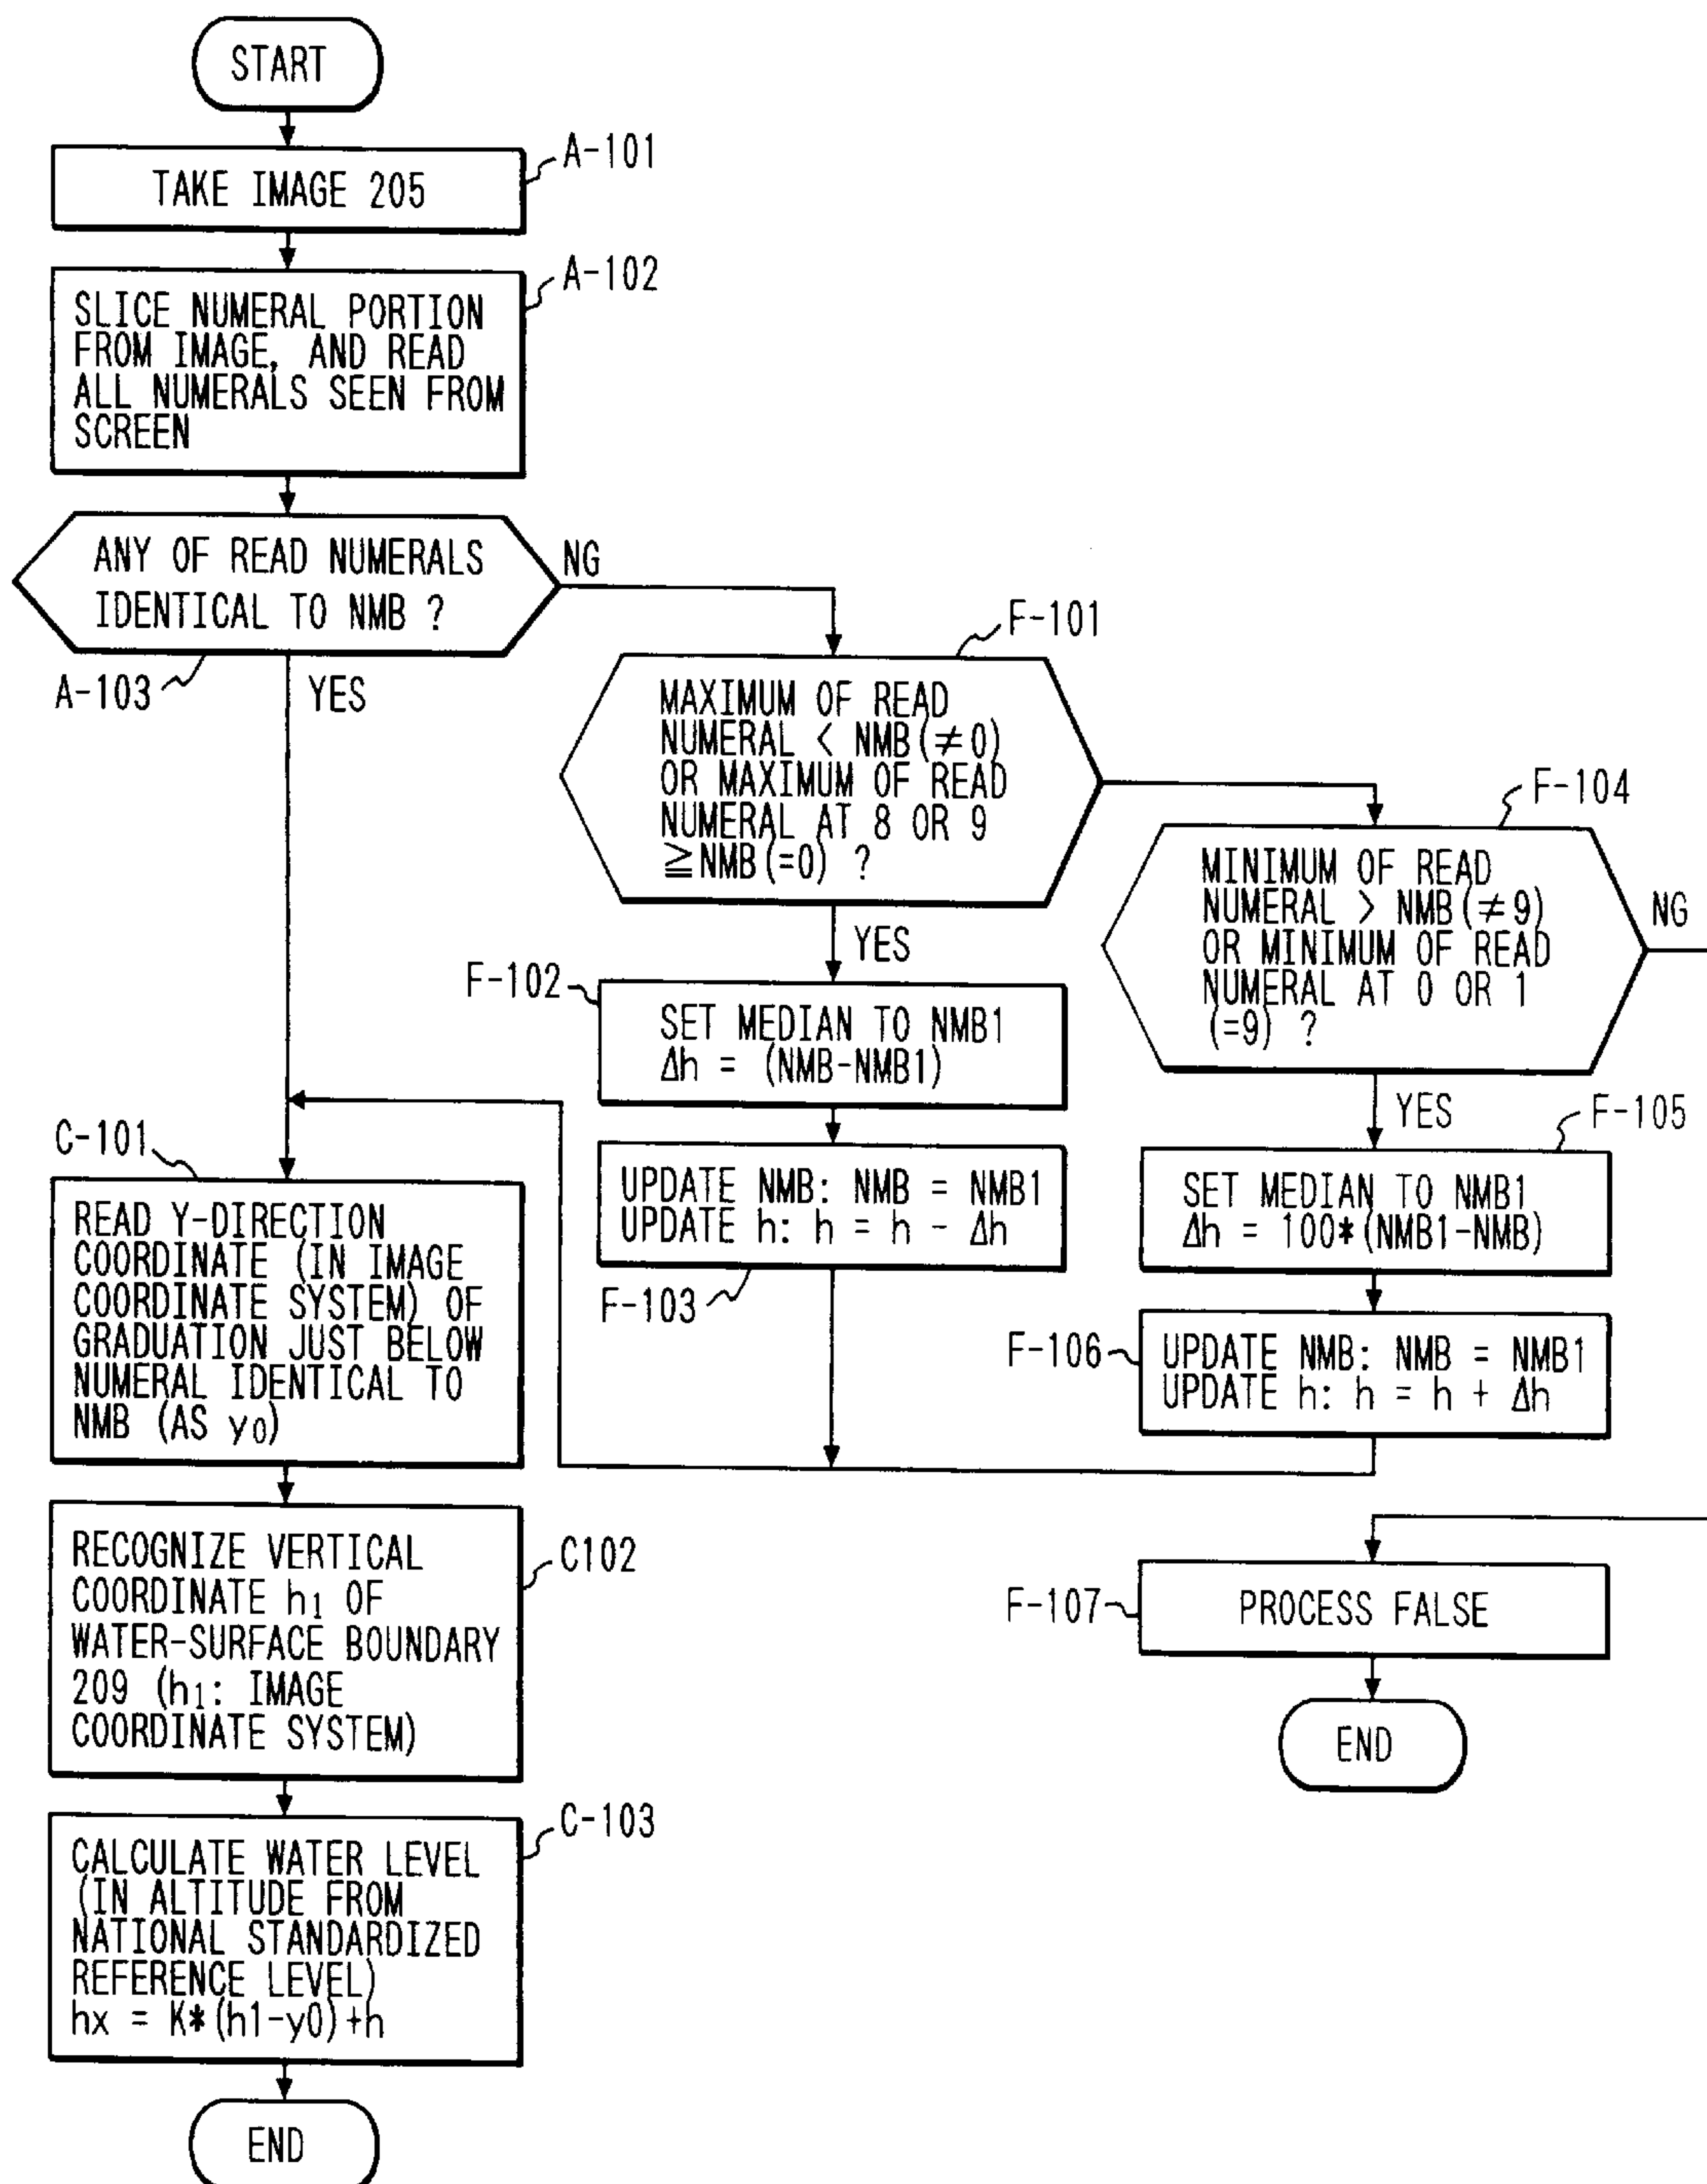 START
A-101
TAKE IMAGE 205
A-102
SLICE NUMERAL PORTION
FROM IMAGE, AND READ
ALL NUMERALS SEEN FROM
SCREEN
ANY OF READ NUMERALS
IDENTICAL TO NMB ?
NG
A-103
YES
F-101
MAXIMUM OF READ
NUMERAL < NMB(≠0)
OR MAXIMUM OF READ
NUMERAL AT 8 OR 9
≧NMB(=0) ?
YES
F-104
MINIMUM OF READ
NUMERAL > NMB(≠9)
OR MINIMUM OF READ
NUMERAL AT 0 OR 1
(=9) ?
NG
YES
F-102
SET MEDIAN TO NMB1
Δh = (NMB-NMB1)
UPDATE NMB: NMB = NMB1
UPDATE h: h = h - Δh
F-103
F-105
SET MEDIAN TO NMB1
Δh = 100*(NMB1-NMB)
F-106
UPDATE NMB: NMB = NMB1
UPDATE h: h = h + Δh
C-101
READ Y-DIRECTION
COORDINATE (IN IMAGE
COORDINATE SYSTEM) OF
GRADUATION JUST BELOW
NUMERAL IDENTICAL TO
NMB (AS y0)
C102
RECOGNIZE VERTICAL
COORDINATE h1 OF
WATER-SURFACE BOUNDARY
209 (h1: IMAGE
COORDINATE SYSTEM)
F-107
PROCESS FALSE
END
C-103
CALCULATE WATER LEVEL
(IN ALTITUDE FROM
NATIONAL STANDARDIZED
REFERENCE LEVEL)
hx = K*(h1-y0)+h
END